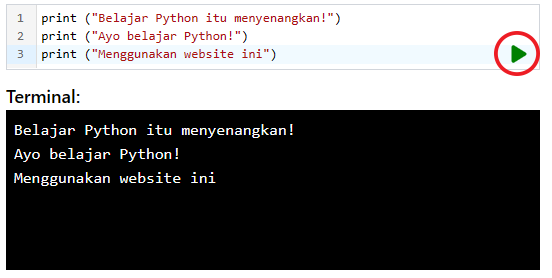 1 print ("Belajar Python itu menyenangkan!")
2 print ("Ayo belajar Python!")
3 print ("Menggunakan website ini")
Terminal:
Belajar Python itu menyenangkan!
Ayo belajar Python!
Menggunakan website ini